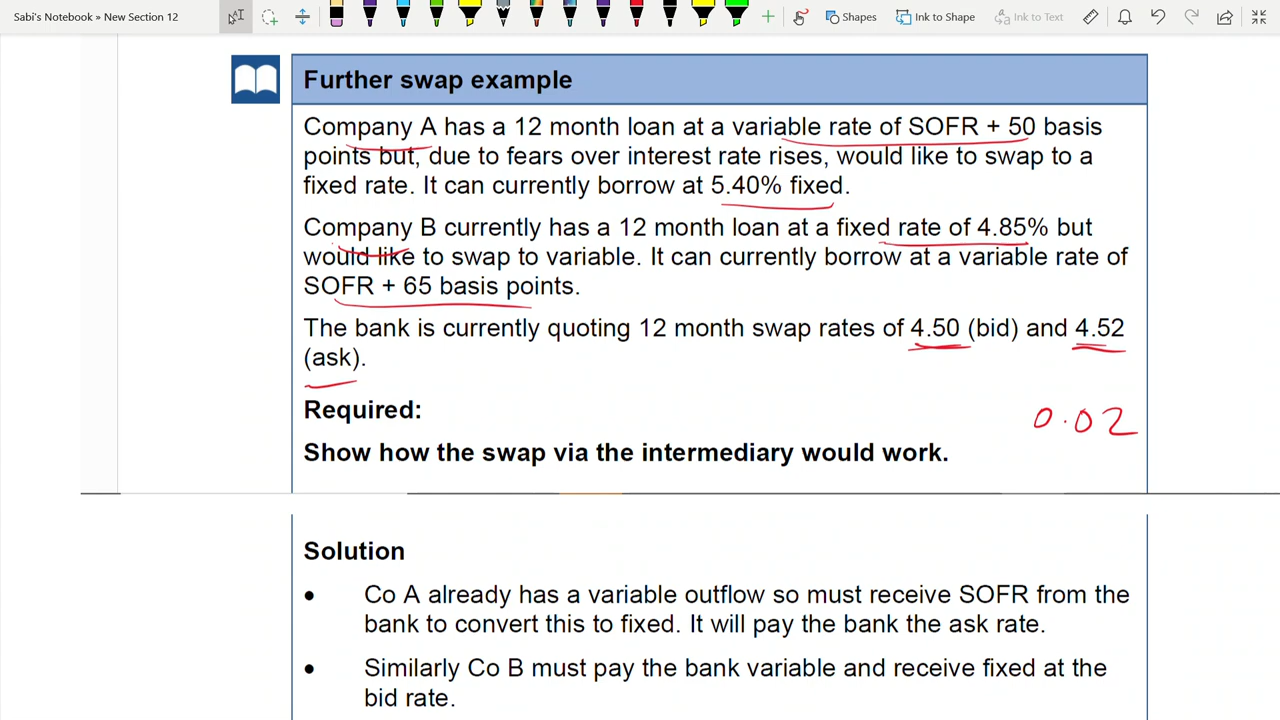 Sabi's Notebook » New Section 12
Shapes
Ink to Shape
Ink to Text
Further swap example
Company A has a 12 month loan at a variable rate of SOFR + 50 basis
points but, due to fears over interest rate rises, would like to swap to a
fixed rate. It can currently borrow at 5.40% fixed.
Company B currently has a 12 month loan at a fixed rate of 4.85% but
would like to swap to variable. It can currently borrow at a variable rate of
SOFR + 65 basis points.
The bank is currently quoting 12 month swap rates of 4.50 (bid) and 4.52
(ask).
Required:
0.02
Show how the swap via the intermediary would work.
Solution
• Co A already has a variable outflow so must receive SOFR from the
bank to convert this to fixed. It will pay the bank the ask rate.
• Similarly Co B must pay the bank variable and receive fixed at the
bid rate.